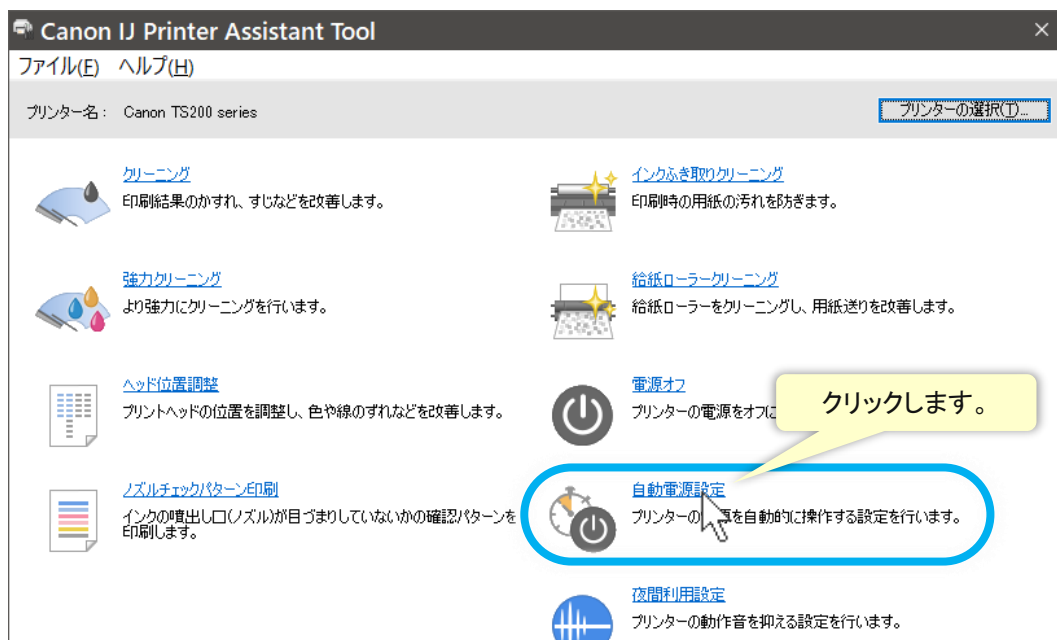 Canon IJ Printer Assistant Tool
ファイル(F) ヘルプ(H)
プリンター名: Canon TS200 series
プリンターの選択(T)...
クリーニング
印刷結果のかすれ、すじなどを改善します。
インクふき取りクリーニング
印刷時の用紙の汚れを防ぎます。
強力クリーニング
より強力にクリーニングを行います。
給紙ローラークリーニング
給紙ローラーをクリーニングし、用紙送りを改善します。
ヘッド位置調整
プリントヘッドの位置を調整し、色や線のずれなどを改善します。
電源オフ
プリンターの電源をオフに
クリックします。
ノズルチェックパターン印刷
インクの噴出し口(ノズル)が目づまりしていないかの確認パターンを
印刷します。
自動電源設定
プリンターの 源を自動的に操作する設定を行います。
夜間利用設定
プリンターの動作音を抑える設定を行います。